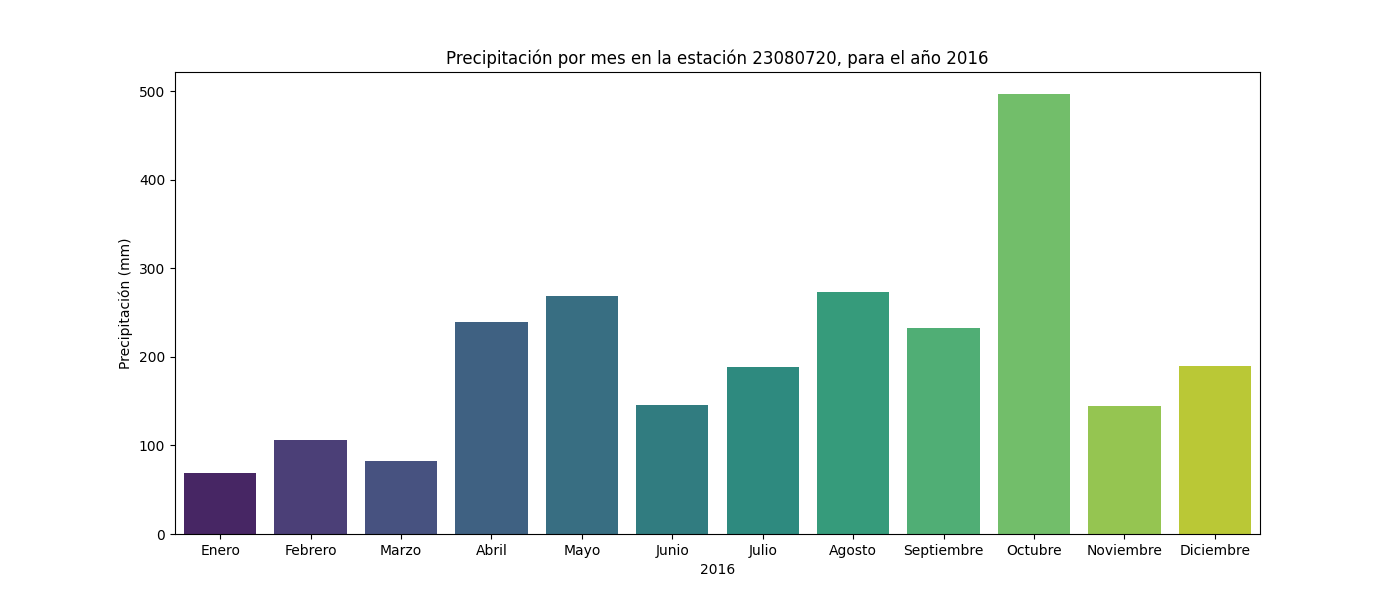 Precipitación por mes en la estación 23080720, para el año 2016
Precipitación (mm)
500
400
300
200
100
0
Enero Febrero Marzo Abril Mayo Junio Julio Agosto Septiembre Octubre Noviembre Diciembre
2016